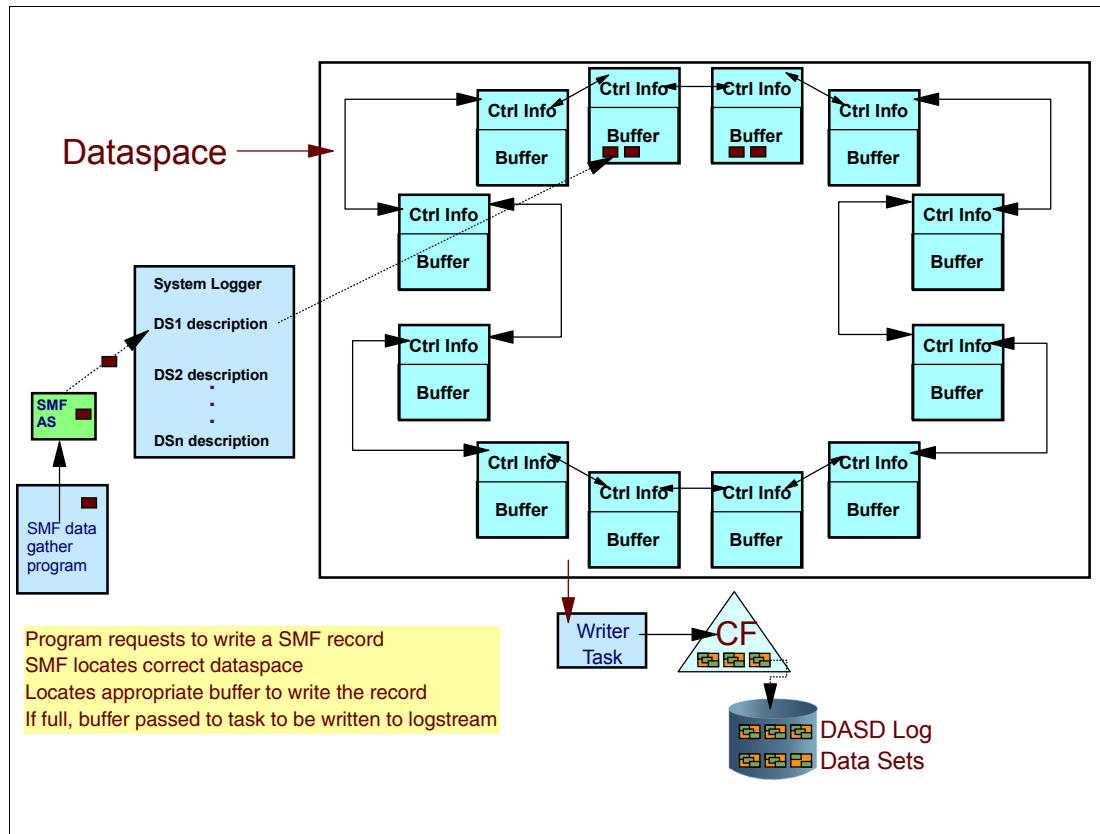 Dataspace
Ctrl Info
Buffer
Ctrl Info
Buffer
Ctrl Info
Buffer
Ctrl Info
Buffer
Ctrl Info
Buffer
Ctrl Info
Buffer
Ctrl Info
Buffer
Ctrl Info
Buffer
Ctrl Info
Buffer
Ctrl Info
Buffer
Ctrl Info
Buffer
Ctrl Info
Buffer
System Logger
DS1 description
DS2 description
DSn description
SMF
AS
SMF data
gather
program
Writer
Task
CF
DASD Log
Data Sets
Program requests to write a SMF record
SMF locates correct dataspace
Locates appropriate buffer to write the record
If full, buffer passed to task to be written to logstream